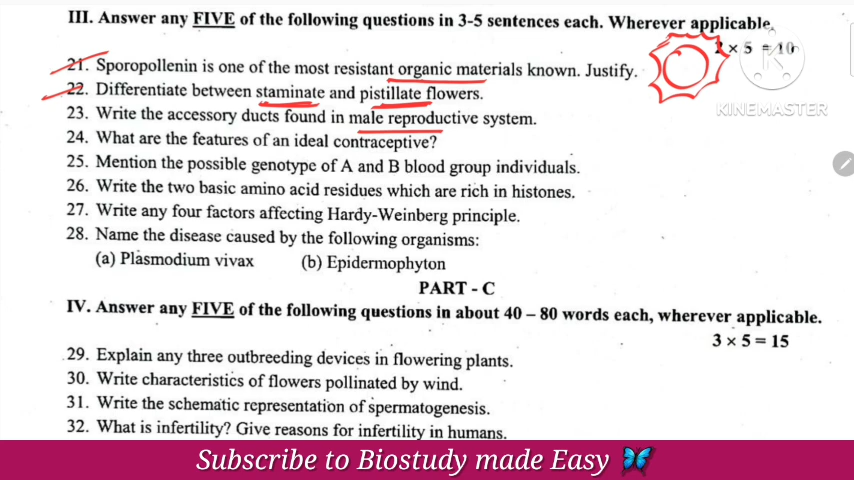 III. Answer any FIVE of the following questions in 3-5 sentences each. Wherever applicable.
2 × 5 = 10
21. Sporopollenin is one of the most resistant organic materials known. Justify.
22. Differentiate between staminate and pistillate flowers.
KINEMASTER
23. Write the accessory ducts found in male reproductive system.
24. What are the features of an ideal contraceptive?
25. Mention the possible genotype of A and B blood group individuals.
26. Write the two basic amino acid residues which are rich in histones.
27. Write any four factors affecting Hardy-Weinberg principle.
28. Name the disease caused by the following organisms:
(a) Plasmodium vivax (b) Epidermophyton
PART - C
IV. Answer any FIVE of the following questions in about 40 – 80 words each, wherever applicable.
3 × 5 = 15
29. Explain any three outbreeding devices in flowering plants.
30. Write characteristics of flowers pollinated by wind.
31. Write the schematic representation of spermatogenesis.
32. What is infertility? Give reasons for infertility in humans.
Subscribe to Biostudy made Easy